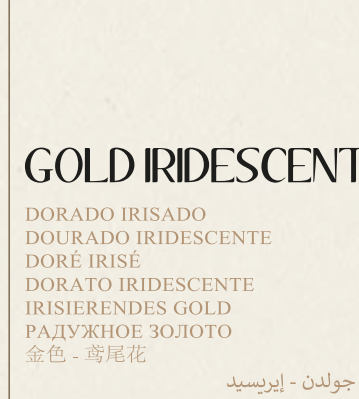 GOLD IRIDESCENT
DORADO IRISADO
DOURADO IRIDESCENTE
DORÉ IRISÉ
DORATO IRIDESCENTE
IRISIERENDES GOLD
РАДУЖНОЕ ЗОЛОТО
金色 - 鸢尾花
جولدن - إيريسيد